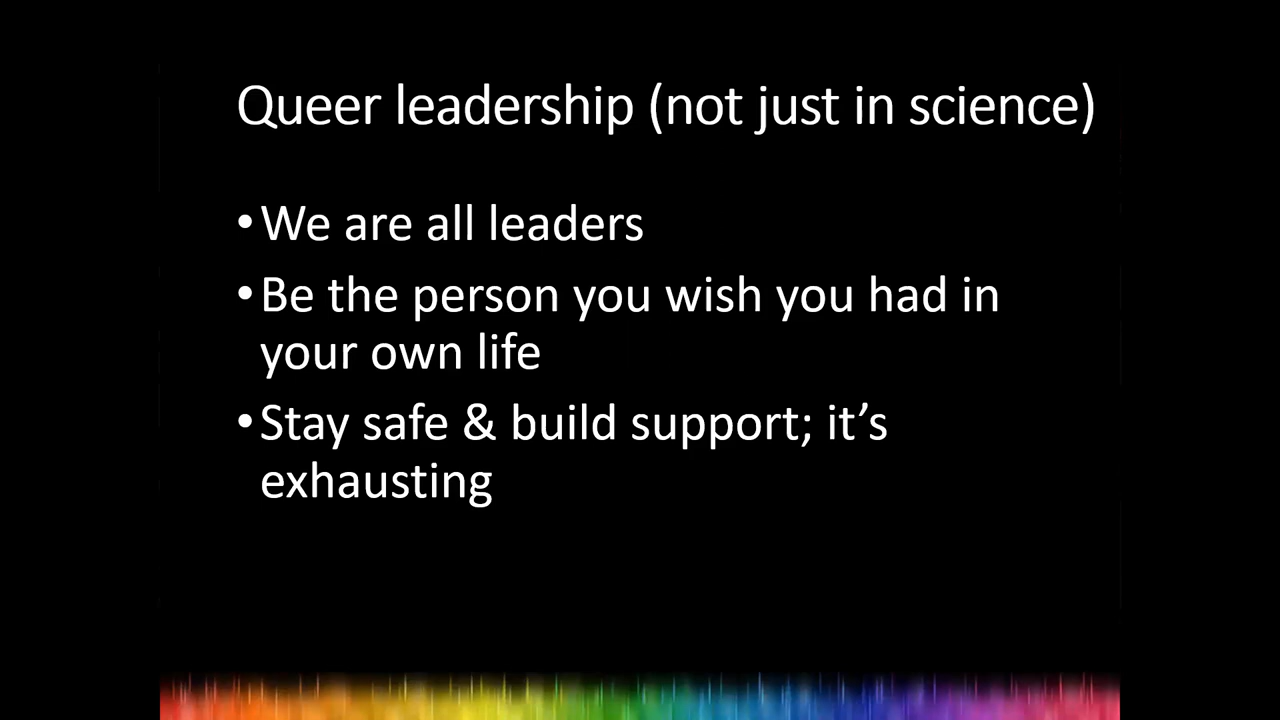 Queer leadership (not just in science)
•We are all leaders
•Be the person you wish you had in
your own life
•Stay safe & build support; it’s
exhausting